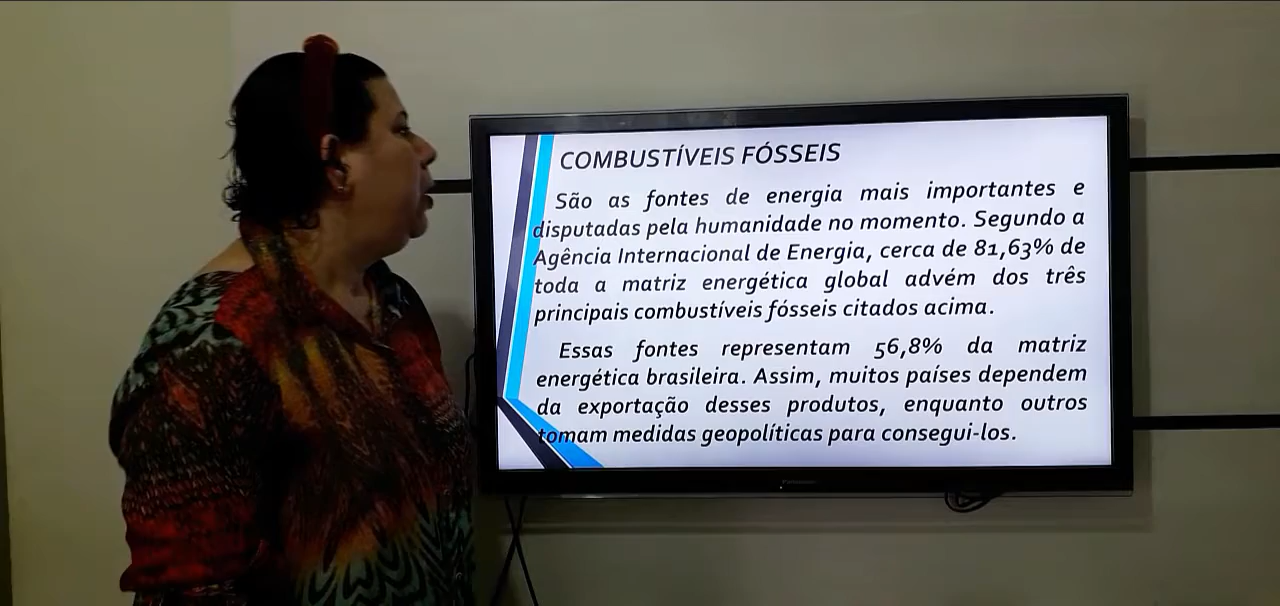 COMBUSTÍVEIS FÓSSEIS
São as fontes de energia mais importantes e
disputadas pela humanidade no momento. Segundo a
Agência Internacional de Energia, cerca de 81,63% de
toda a matriz energética global advém dos três
principais combustíveis fósseis citados acima.
Essas fontes representam 56,8% da matriz
energética brasileira. Assim, muitos países dependem
da exportação desses produtos, enquanto outros
tomam medidas geopolíticas para consegui-los.